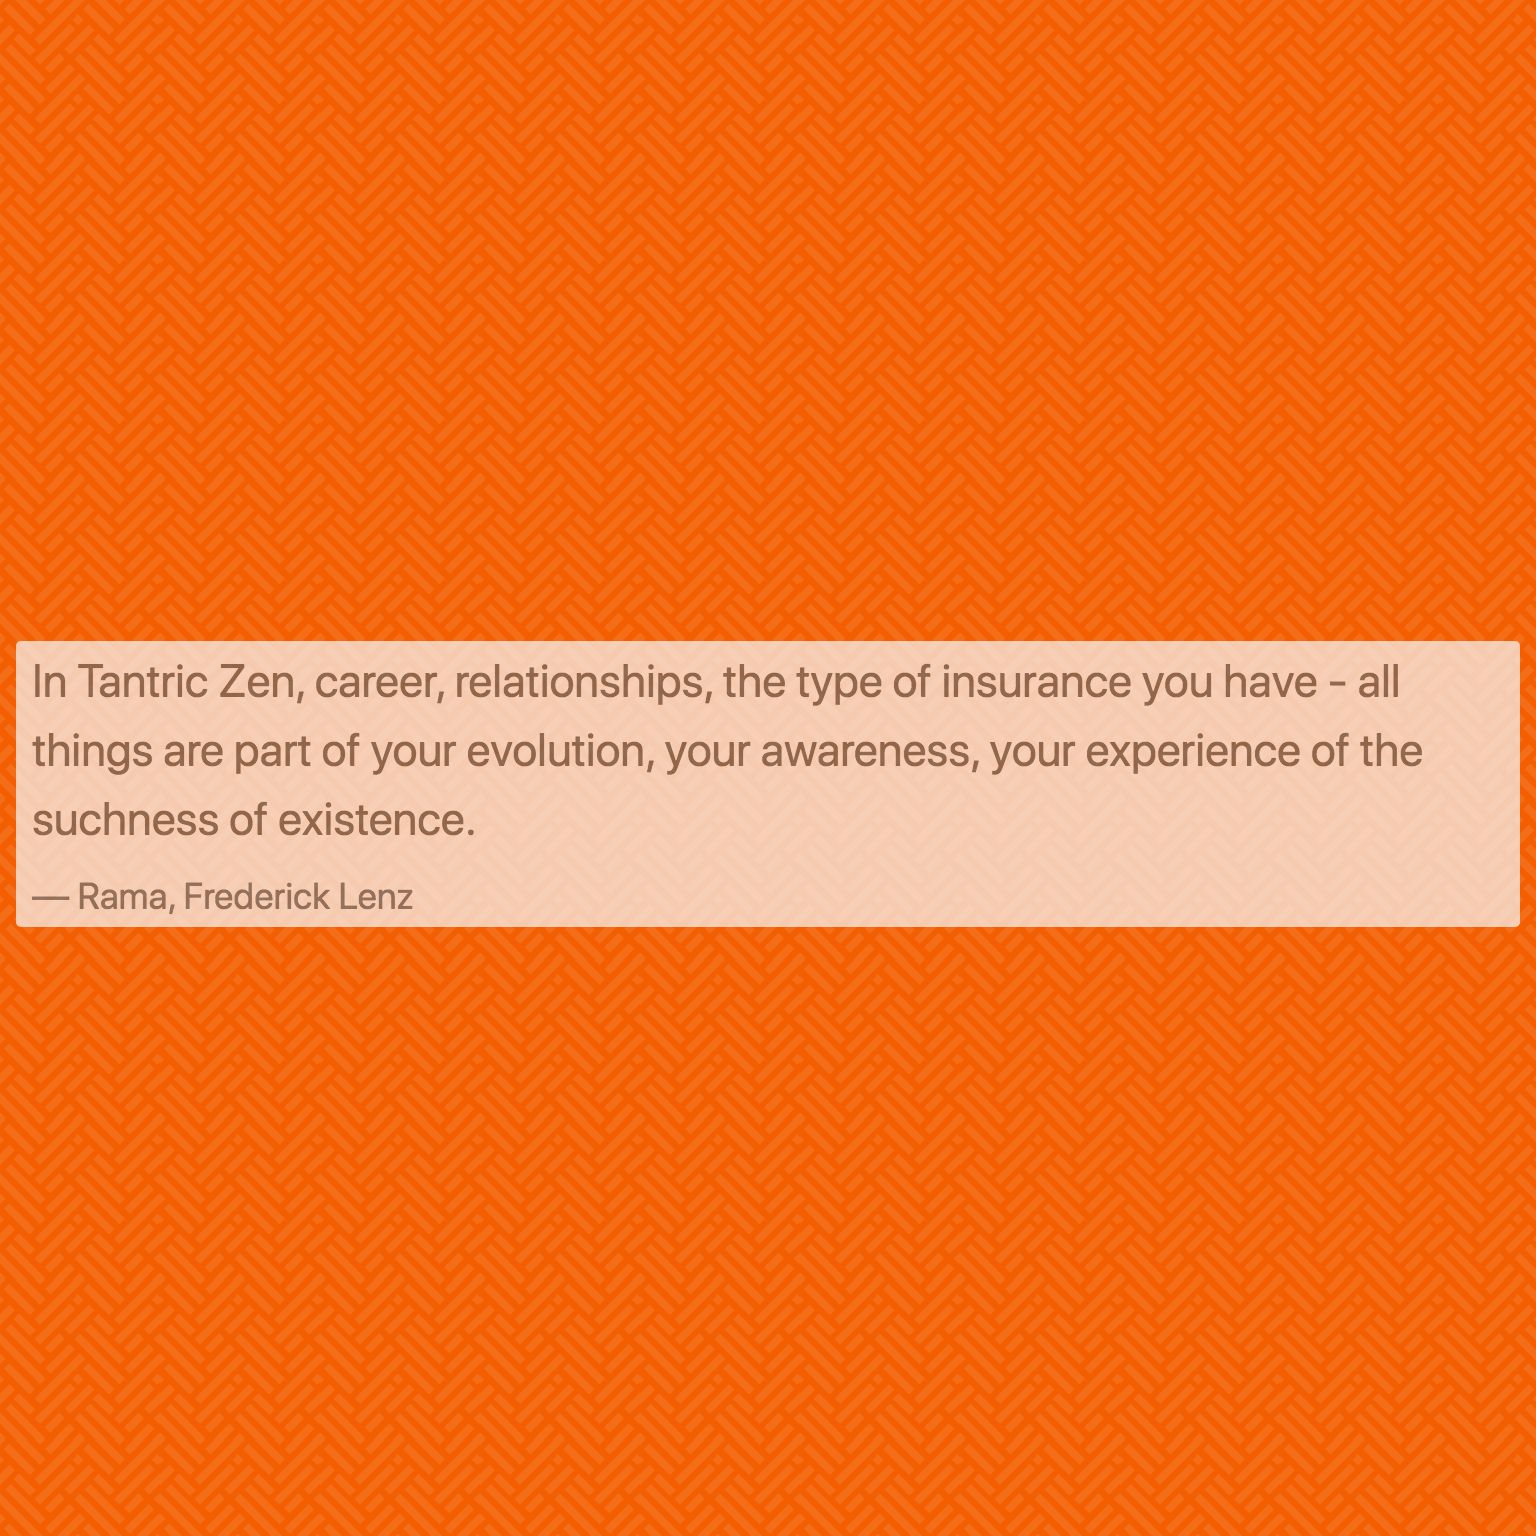 In Tantric Zen, career, relationships, the type of insurance you have - all
things are part of your evolution, your awareness, your experience of the
suchness of existence.
— Rama, Frederick Lenz